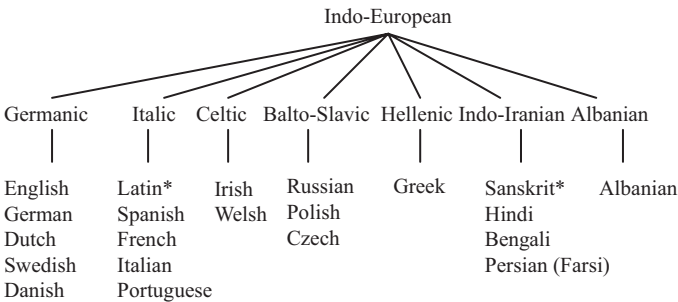 Indo-European
Germanic Italic Celtic Balto-Slavic Hellenic Indo-Iranian Albanian
English
German
Dutch
Swedish
Danish
Latin*
Spanish
French
Italian
Portuguese
Irish
Welsh
Russian
Polish
Czech
Greek
Sanskrit*
Hindi
Bengali
Persian (Farsi)
Albanian